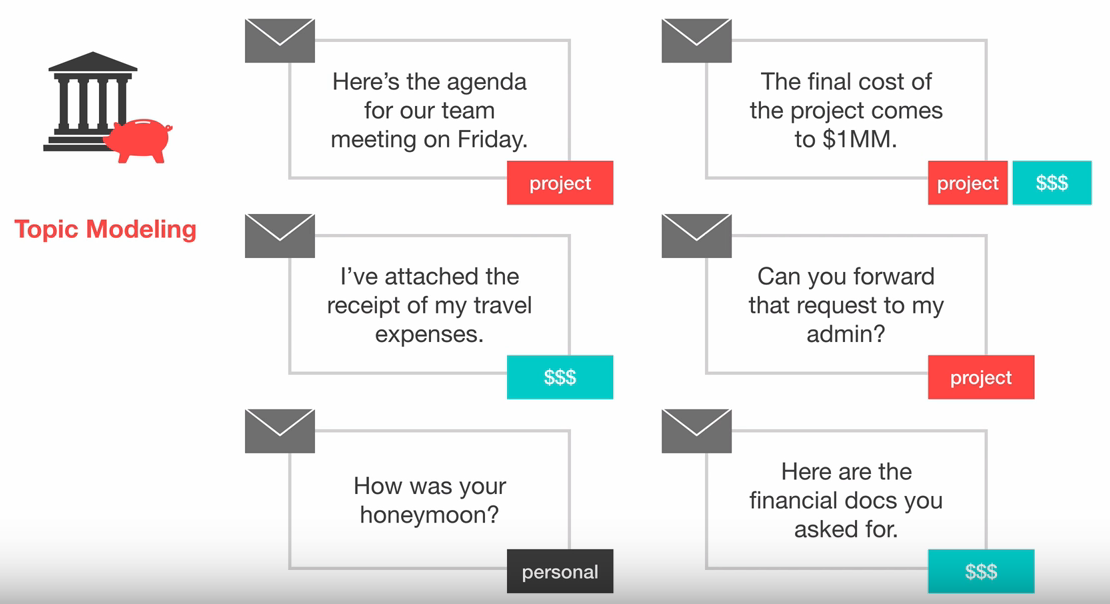 Topic Modeling
Here’s the agenda
for our team
meeting on Friday.
project
The final cost of
the project comes
to $1MM.
project
$$$
I’ve attached the
receipt of my travel
expenses.
$$$
Can you forward
that request to my
admin?
project
How was your
honeymoon?
personal
Here are the
financial docs you
asked for.
$$$